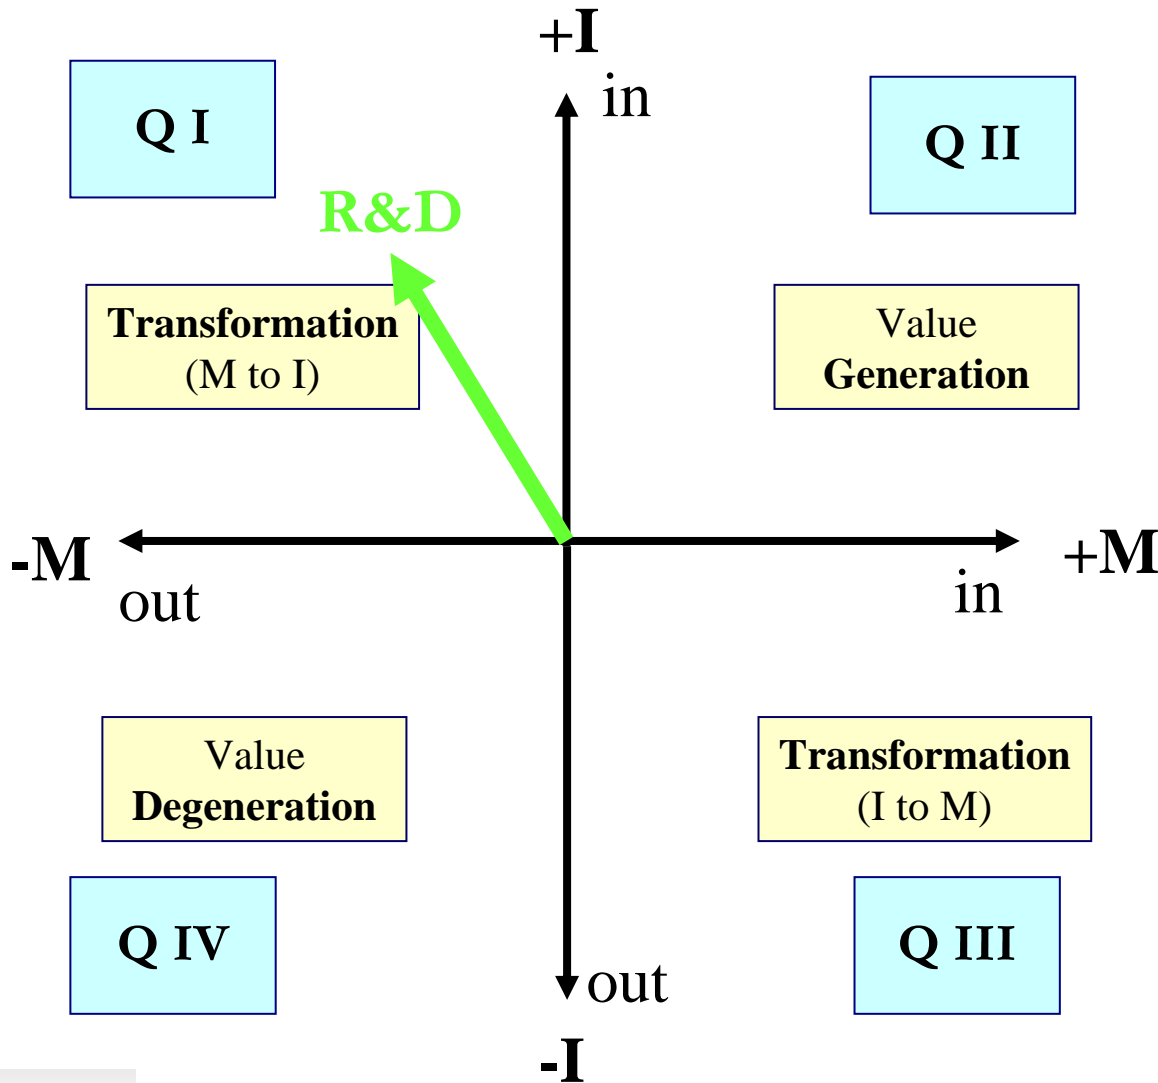 +I
in
Q I
Q II
R&D
Transformation
(M to I)
Value
Generation
-M
+M
out
in
Value
Degeneration
Transformation
(I to M)
Q IV
Q III
out
-I